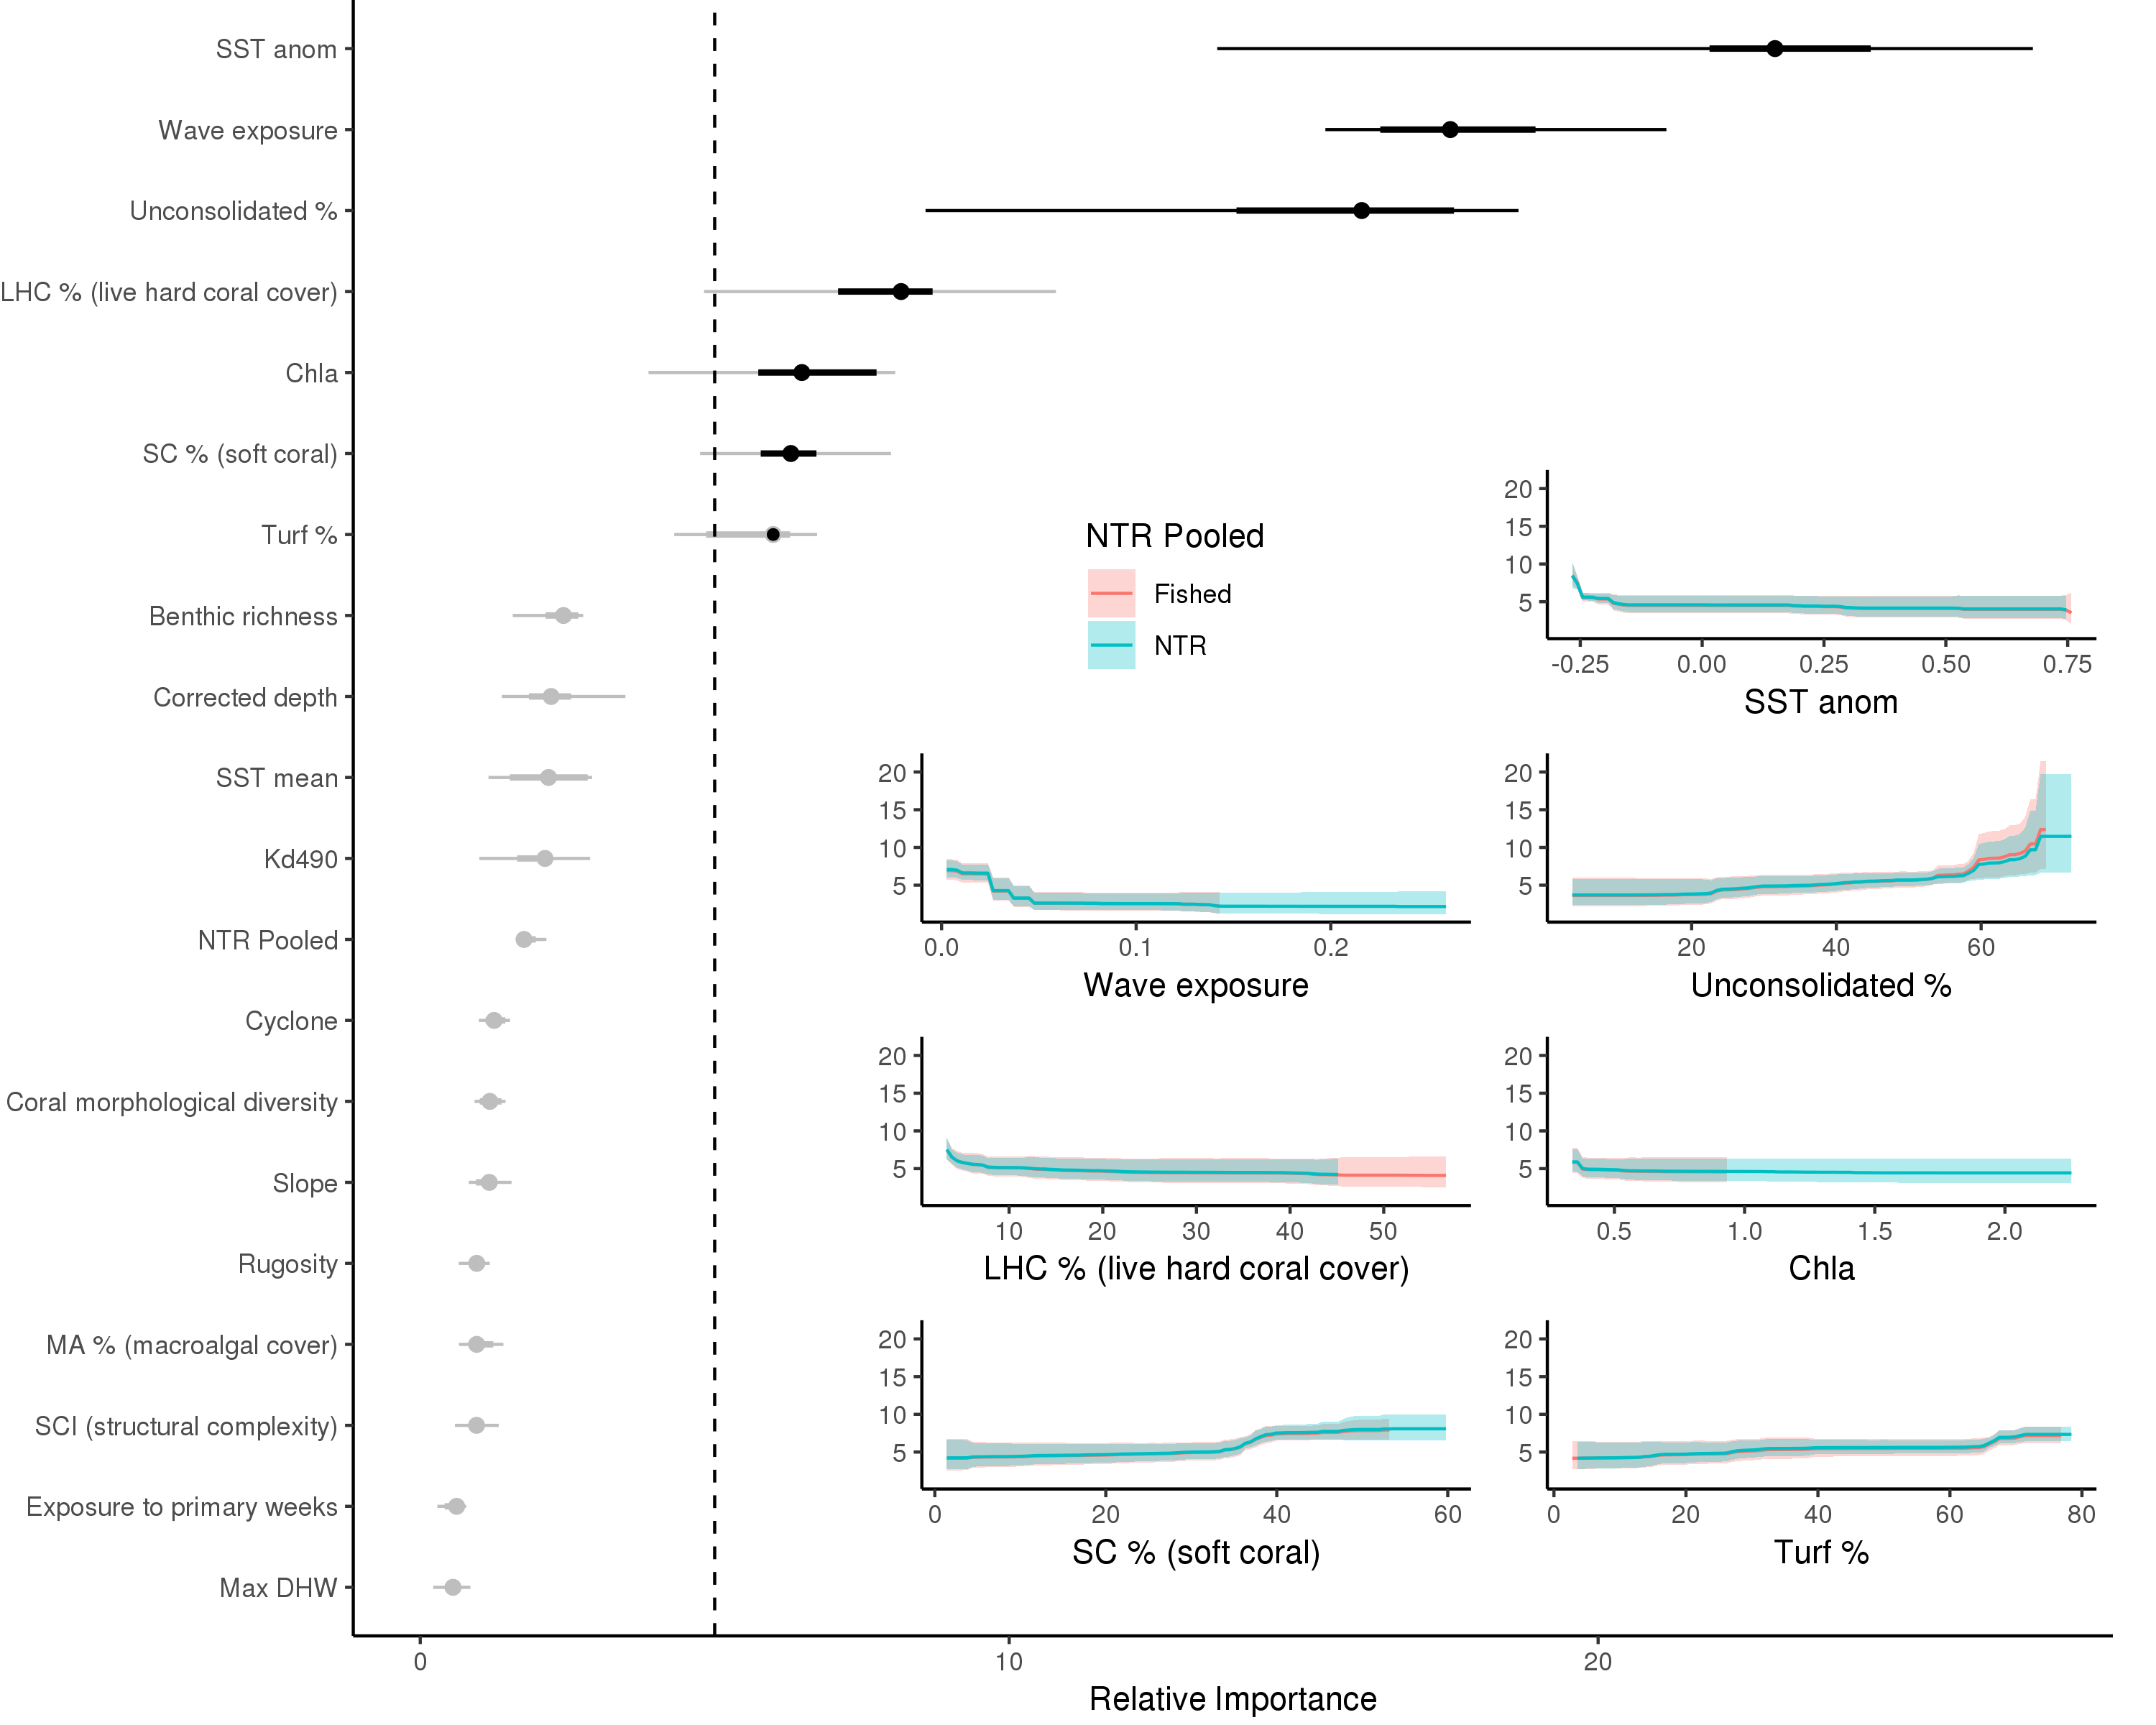 SST anom
Wave exposure
Unconsolidated %
LHC % (live hard coral cover)
Chla
SC % (soft coral)
Turf %
Benthic richness
Corrected depth
SST mean
Kd490
NTR Pooled
Cyclone
Coral morphological diversity
Slope
Rugosity
MA % (macroalgal cover)
SCI (structural complexity)
Exposure to primary weeks
Max DHW
0 10 20
Relative Importance
NTR Pooled
Fished
NTR
20
15
10
5
-0.25 0.00 0.25 0.50 0.75
SST anom
20
15
10
5
0.0 0.1 0.2
Wave exposure
20
15
10
5
20 40 60
Unconsolidated %
20
15
10
5
10 20 30 40 50
LHC % (live hard coral cover)
20
15
10
5
0.5 1.0 1.5 2.0
Chla
20
15
10
5
0 20 40 60
SC % (soft coral)
20
15
10
5
0 20 40 60 80
Turf %